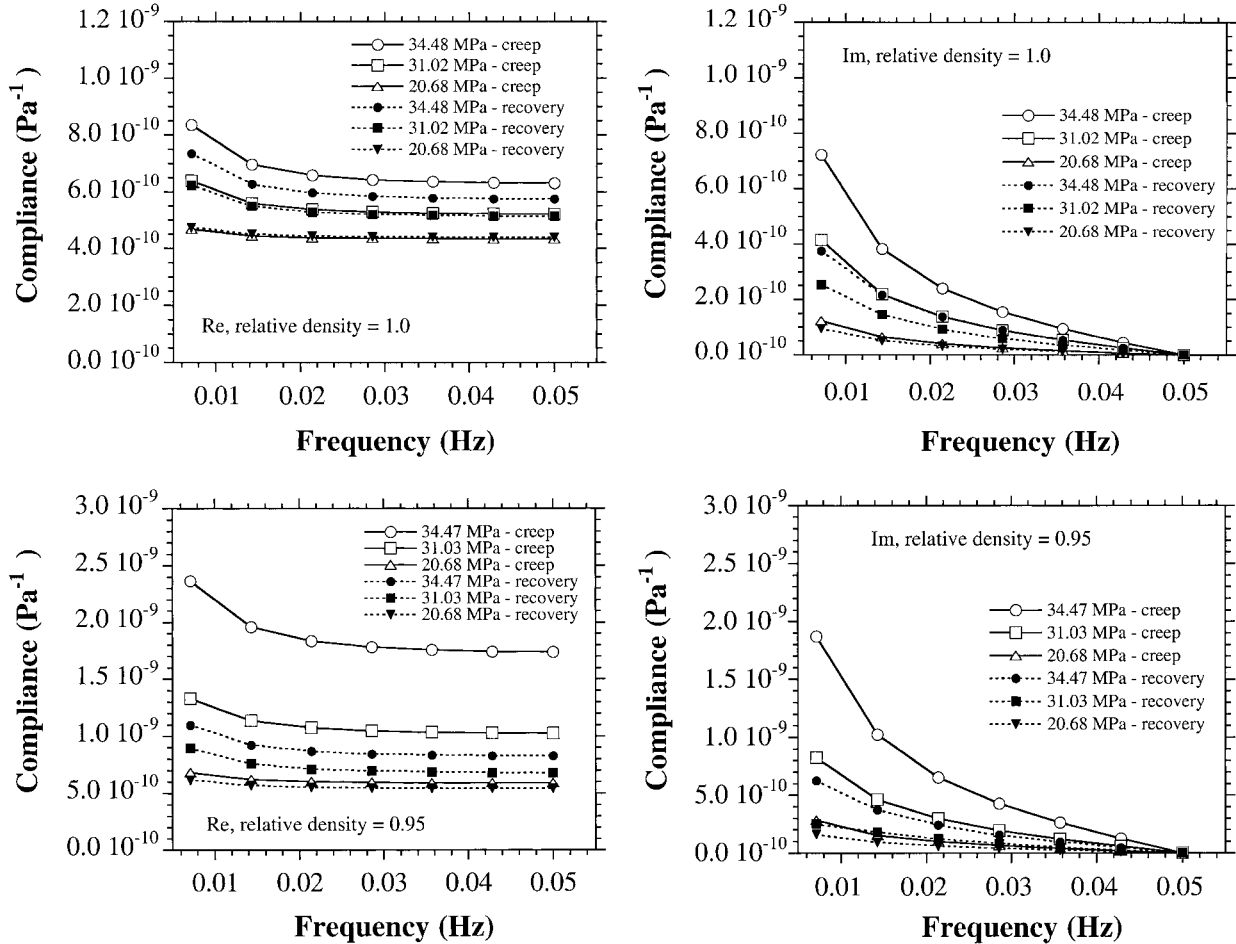 Compliance (Pa-1)
1.2 10-9
1.0 10-9
8.0 10-10
6.0 10-10
4.0 10-10
2.0 10-10
0.0 10-10
34.48 MPa - creep
31.02 MPa - creep
20.68 MPa - creep
34.48 MPa - recovery
31.02 MPa - recovery
20.68 MPa - recovery
Re, relative density = 1.0
0.01 0.02 0.03 0.04 0.05
Frequency (Hz)
Compliance (Pa-1)
1.2 10-9
1.0 10-9
8.0 10-10
6.0 10-10
4.0 10-10
2.0 10-10
0.0 10-10
Im, relative density = 1.0
34.48 MPa - creep
31.02 MPa - creep
20.68 MPa - creep
34.48 MPa - recovery
31.02 MPa - recovery
20.68 MPa - recovery
0.01 0.02 0.03 0.04 0.05
Frequency (Hz)
Compliance (Pa-1)
3.0 10-9
2.5 10-9
2.0 10-9
1.5 10-9
1.0 10-9
5.0 10-10
0.0 10-10
34.47 MPa - creep
31.03 MPa - creep
20.68 MPa - creep
34.47 MPa - recovery
31.03 MPa - recovery
20.68 MPa - recovery
Re, relative density = 0.95
0.01 0.02 0.03 0.04 0.05
Frequency (Hz)
Compliance (Pa-1)
3.0 10-9
2.5 10-9
2.0 10-9
1.5 10-9
1.0 10-9
5.0 10-10
0.0 10-10
Im, relative density = 0.95
34.47 MPa - creep
31.03 MPa - creep
20.68 MPa - creep
34.47 MPa - recovery
31.03 MPa - recovery
20.68 MPa - recovery
0.01 0.02 0.03 0.04 0.05
Frequency (Hz)